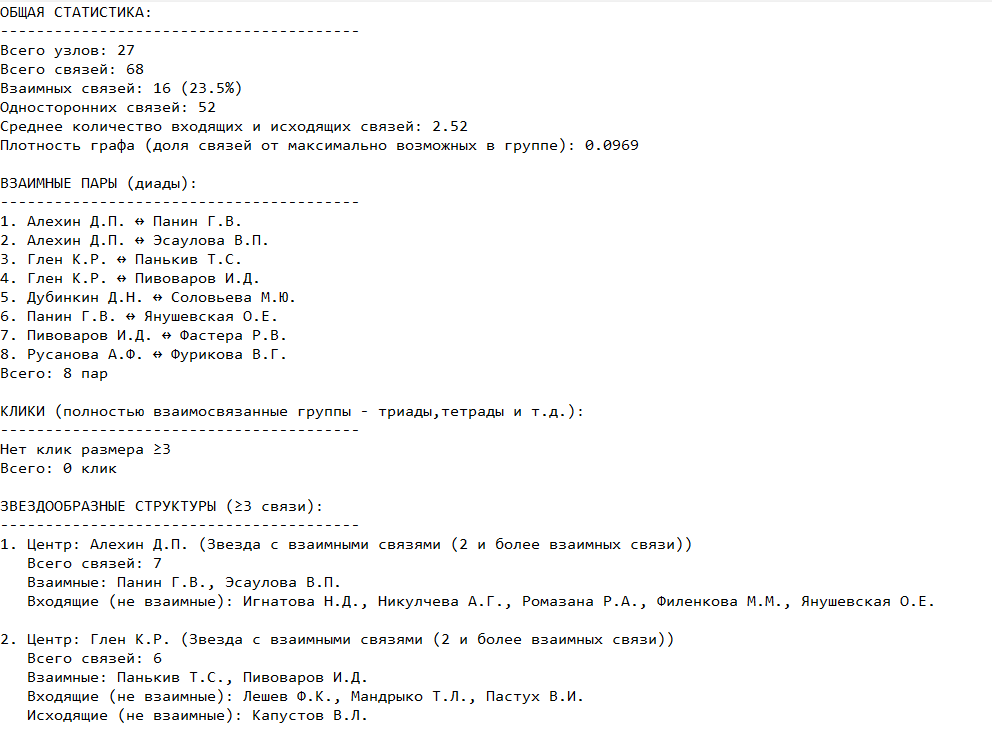 ОБЩАЯ СТАТИСТИКА:
----------------------------------------
Всего узлов: 27
Всего связей: 68
Взаимных связей: 16 (23.5%)
Односторонних связей: 52
Среднее количество входящих и исходящих связей: 2.52
Плотность графа (доля связей от максимально возможных в группе): 0.0969
ВЗАИМНЫЕ ПАРЫ (диады):
----------------------------------------
1. Алехин Д.П. ↔ Панин Г.В.
2. Алехин Д.П. ↔ Эсаулова В.П.
3. Глен К.Р. ↔ Панькив Т.С.
4. Глен К.Р. ↔ Пивоваров И.Д.
5. Дубинкин Д.Н. ↔ Соловьева М.Ю.
6. Панин Г.В. ↔ Янушевская О.Е.
7. Пивоваров И.Д. ↔ Фастера Р.В.
8. Русанова А.Ф. ↔ Фурикова В.Г.
Всего: 8 пар
КЛИКИ (полностью взаимосвязанные группы - триады,тетрады и т.д.):
----------------------------------------
Нет клик размера ≥3
Всего: 0 клик
ЗВЕЗДООБРАЗНЫЕ СТРУКТУРЫ (≥3 связи):
----------------------------------------
1. Центр: Алехин Д.П. (Звезда с взаимными связями (2 и более взаимных связи))
Всего связей: 7
Взаимные: Панин Г.В., Эсаулова В.П.
Входящие (не взаимные): Игнатова Н.Д., Никулчева А.Г., Ромазана Р.А., Филенкова М.М., Янушевская О.Е.
2. Центр: Глен К.Р. (Звезда с взаимными связями (2 и более взаимных связи))
Всего связей: 6
Взаимные: Панькив Т.С., Пивоваров И.Д.
Входящие (не взаимные): Лешев Ф.К., Мандрыко Т.Л., Пастух В.И.
Исходящие (не взаимные): Капустов В.Л.